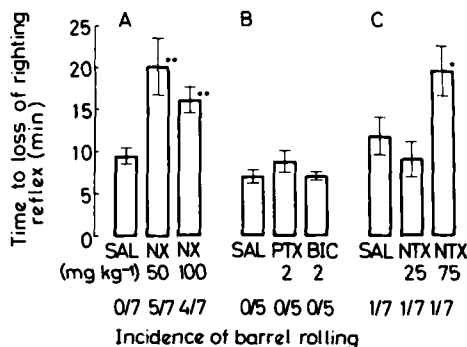 A B C
Time to loss of righting
reflex (min)
25
20
15
10
5
0
•• •• •
SAL NX NX SAL PTX BIC SAL NTX NTX
(mg kg⁻¹) 50 100 2 2 25 75
0/7 5/7 4/7 0/5 0/5 0/5 1/7 1/7 1/7
Incidence of barrel rolling